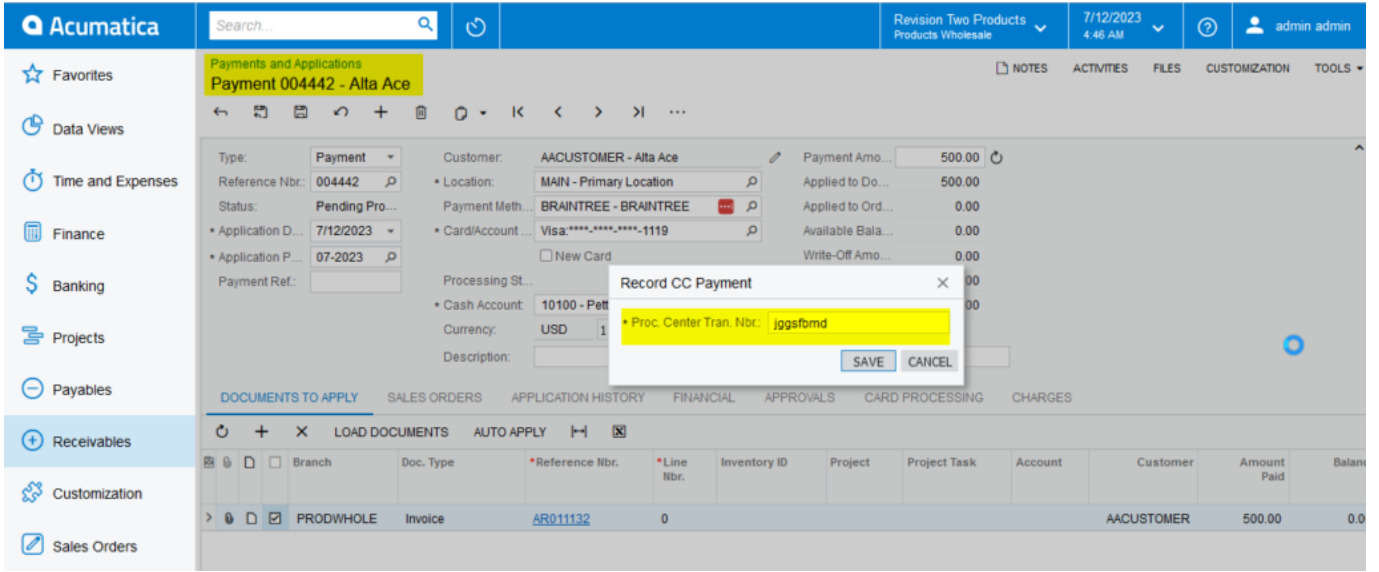 Acumatica
Search...
Revision Two Products
Products Wholesale
7/12/2023
4:46 AM
admin admin
Favorites
Data Views
Time and Expenses
Finance
Banking
Projects
Payables
Receivables
Customization
Sales Orders
Payments and Applications
Payment 004442 - Alta Ace
NOTES ACTIVITIES FILES CUSTOMIZATION TOOLS
Type: Payment Customer: AACUSTOMER - Alta Ace Payment Amo... 500.00
Reference Nbr.: 004442 * Location: MAIN - Primary Location Applied to Do... 500.00
Status: Pending Pro... Payment Meth... BRAINTREE - BRAINTREE Applied to Ord... 0.00
* Application D... 7/12/2023 * Card/Account ... Visa:****-****-****-1119 Available Bala... 0.00
* Application P... 07-2023 New Card Write-Off Amo... 0.00
Payment Ref.: Processing St... 00
* Cash Account: 10100 - Pett 00
Currency: USD 1
Description:
Record CC Payment
* Proc. Center Tran. Nbr.: jggsfbmd
SAVE CANCEL
DOCUMENTS TO APPLY SALES ORDERS APPLICATION HISTORY FINANCIAL APPROVALS CARD PROCESSING CHARGES
LOAD DOCUMENTS AUTO APPLY
Branch Doc. Type *Reference Nbr. *Line Nbr. Inventory ID Project Project Task Account Customer Amount Paid Balanc
PRODWHOLE Invoice AR011132 0 AACUSTOMER 500.00 0.0